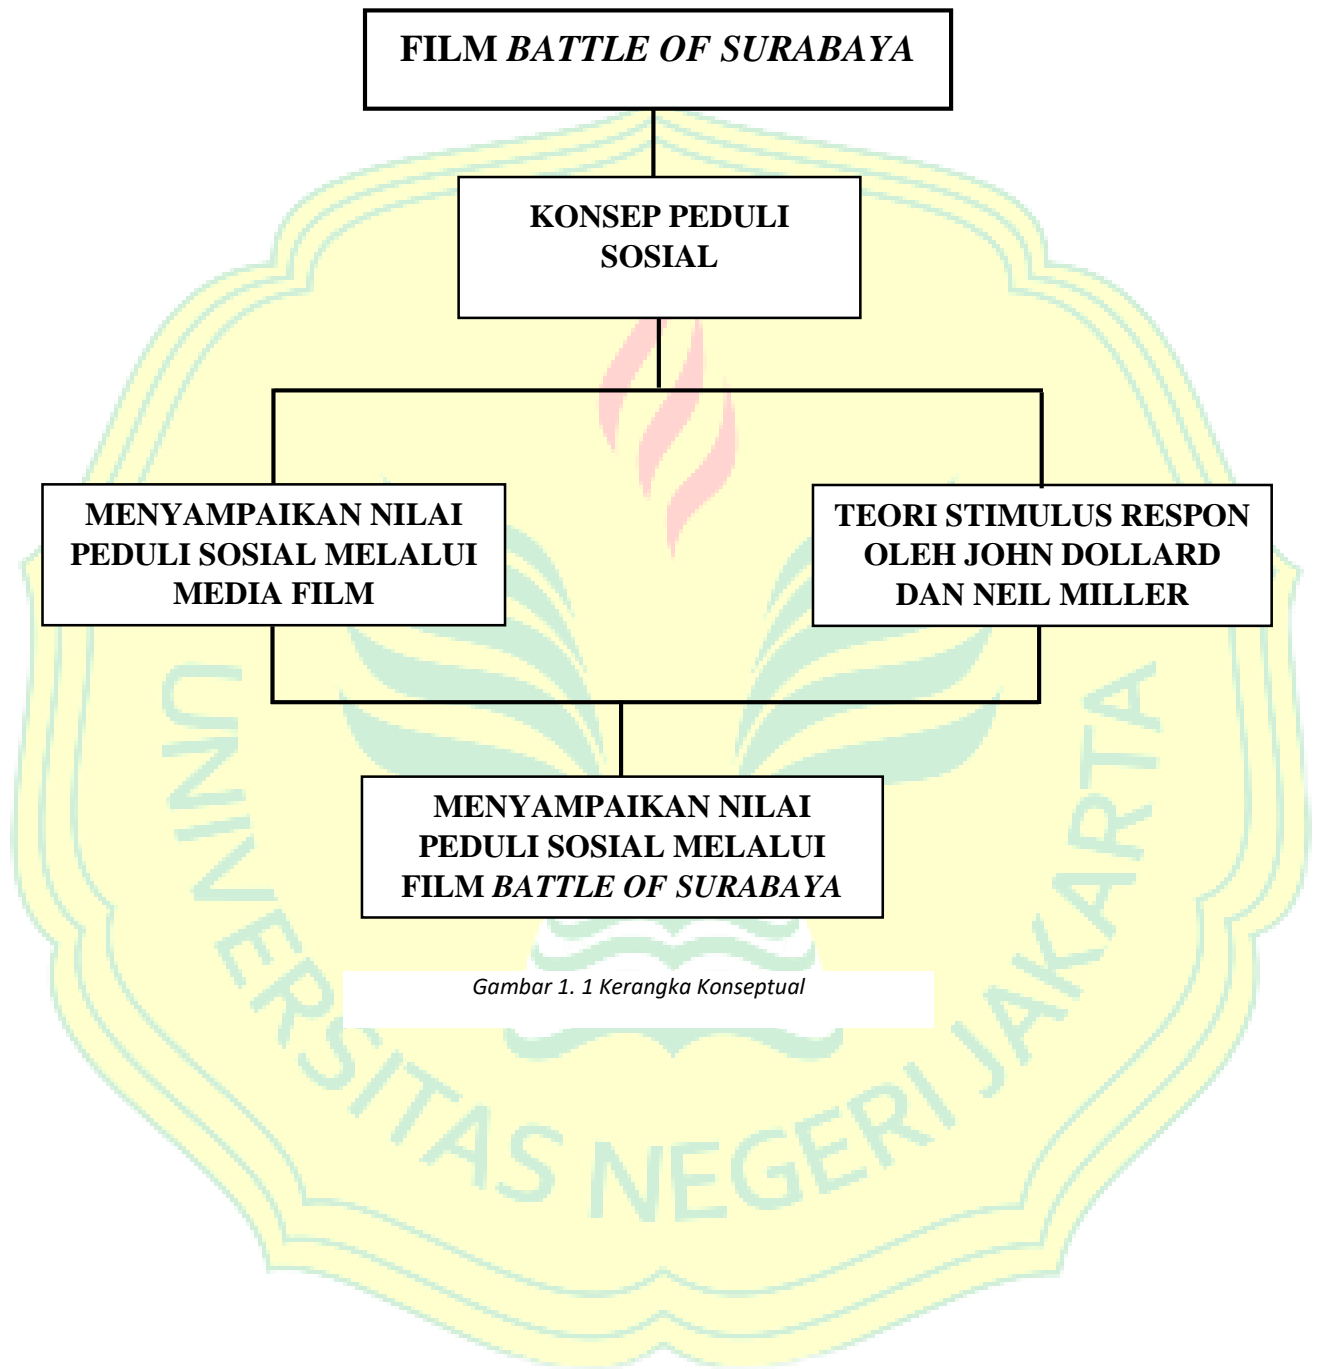 FILM BATTLE OF SURABAYA
KONSEP PEDULI
SOSIAL
MENYAMPAIKAN NILAI
PEDULI SOSIAL MELALUI
MEDIA FILM
TEORI STIMULUS RESPON
OLEH JOHN DOLLARD
DAN NEIL MILLER
MENYAMPAIKAN NILAI
PEDULI SOSIAL MELALUI
FILM BATTLE OF SURABAYA
Gambar 1. 1 Kerangka Konseptual
UNIVERSITAS NEGERI JAKARTA